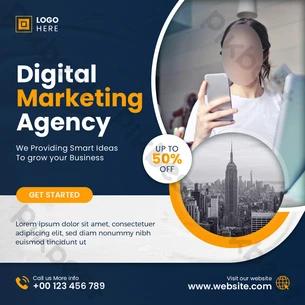 LOGO
HERE
Digital
Marketing
Agency
We Providing Smart Ideas
To grow your Business
UP TO
50%
OFF
GET STARTED
Lorem ipsum dolor sit amet, consectetuer
adipiscing elit, sed diam nonummy nibh
euismod tincidunt ut laoreet dolore
Call Us More info
+00 123 456 789
Visit our website
www.website.com